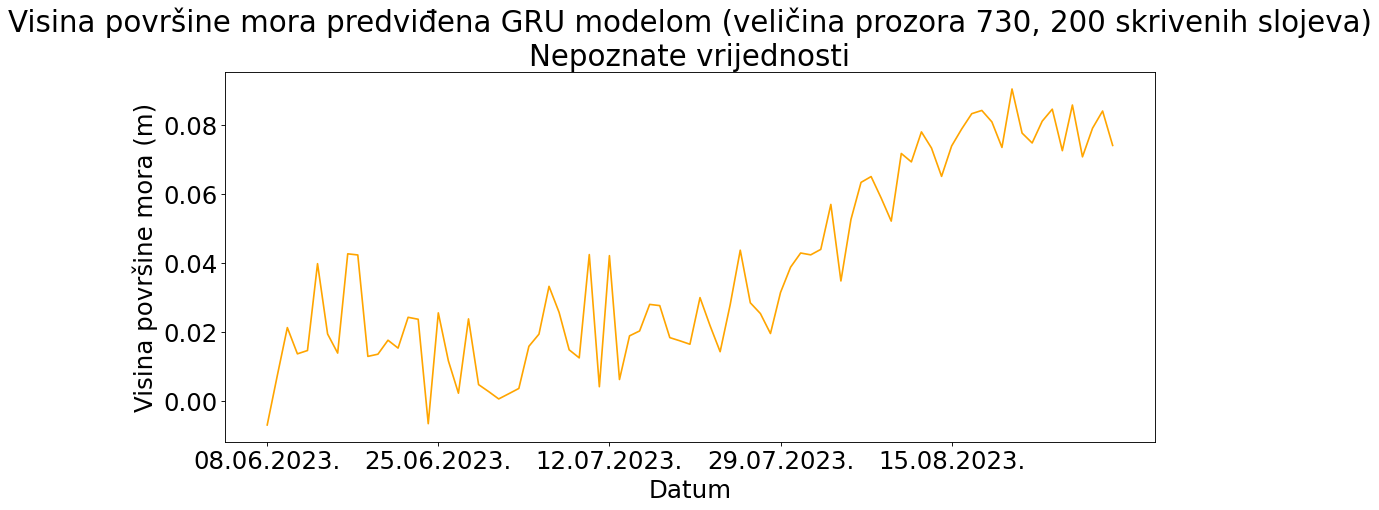 Visina površine mora predviđena GRU modelom (veličina prozora 730, 200 skrivenih slojeva)
Nepoznate vrijednosti
Visina površine mora (m)
0.08
0.06
0.04
0.02
0.00
08.06.2023.
25.06.2023.
12.07.2023.
29.07.2023.
15.08.2023.
Datum